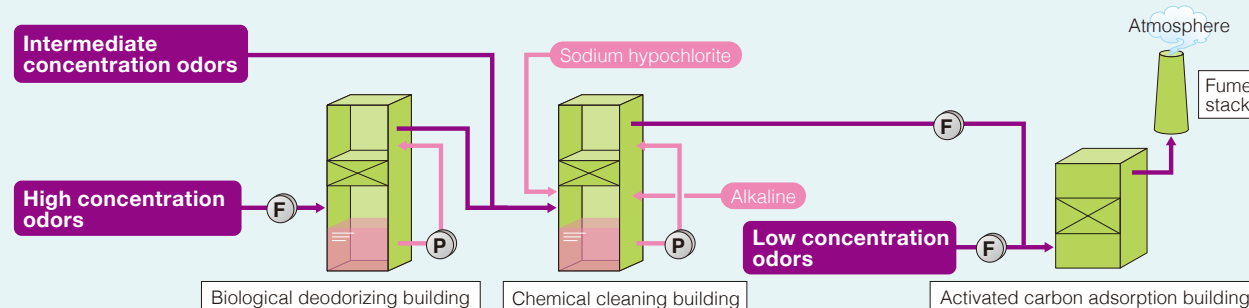 Intermediate
concentration odors
High concentration
odors
F
P
Biological deodorizing building
Sodium hypochlorite
Alkaline
P
Chemical cleaning building
F
Low concentration
odors
F
Atmosphere
Fume
stack
Activated carbon adsorption building